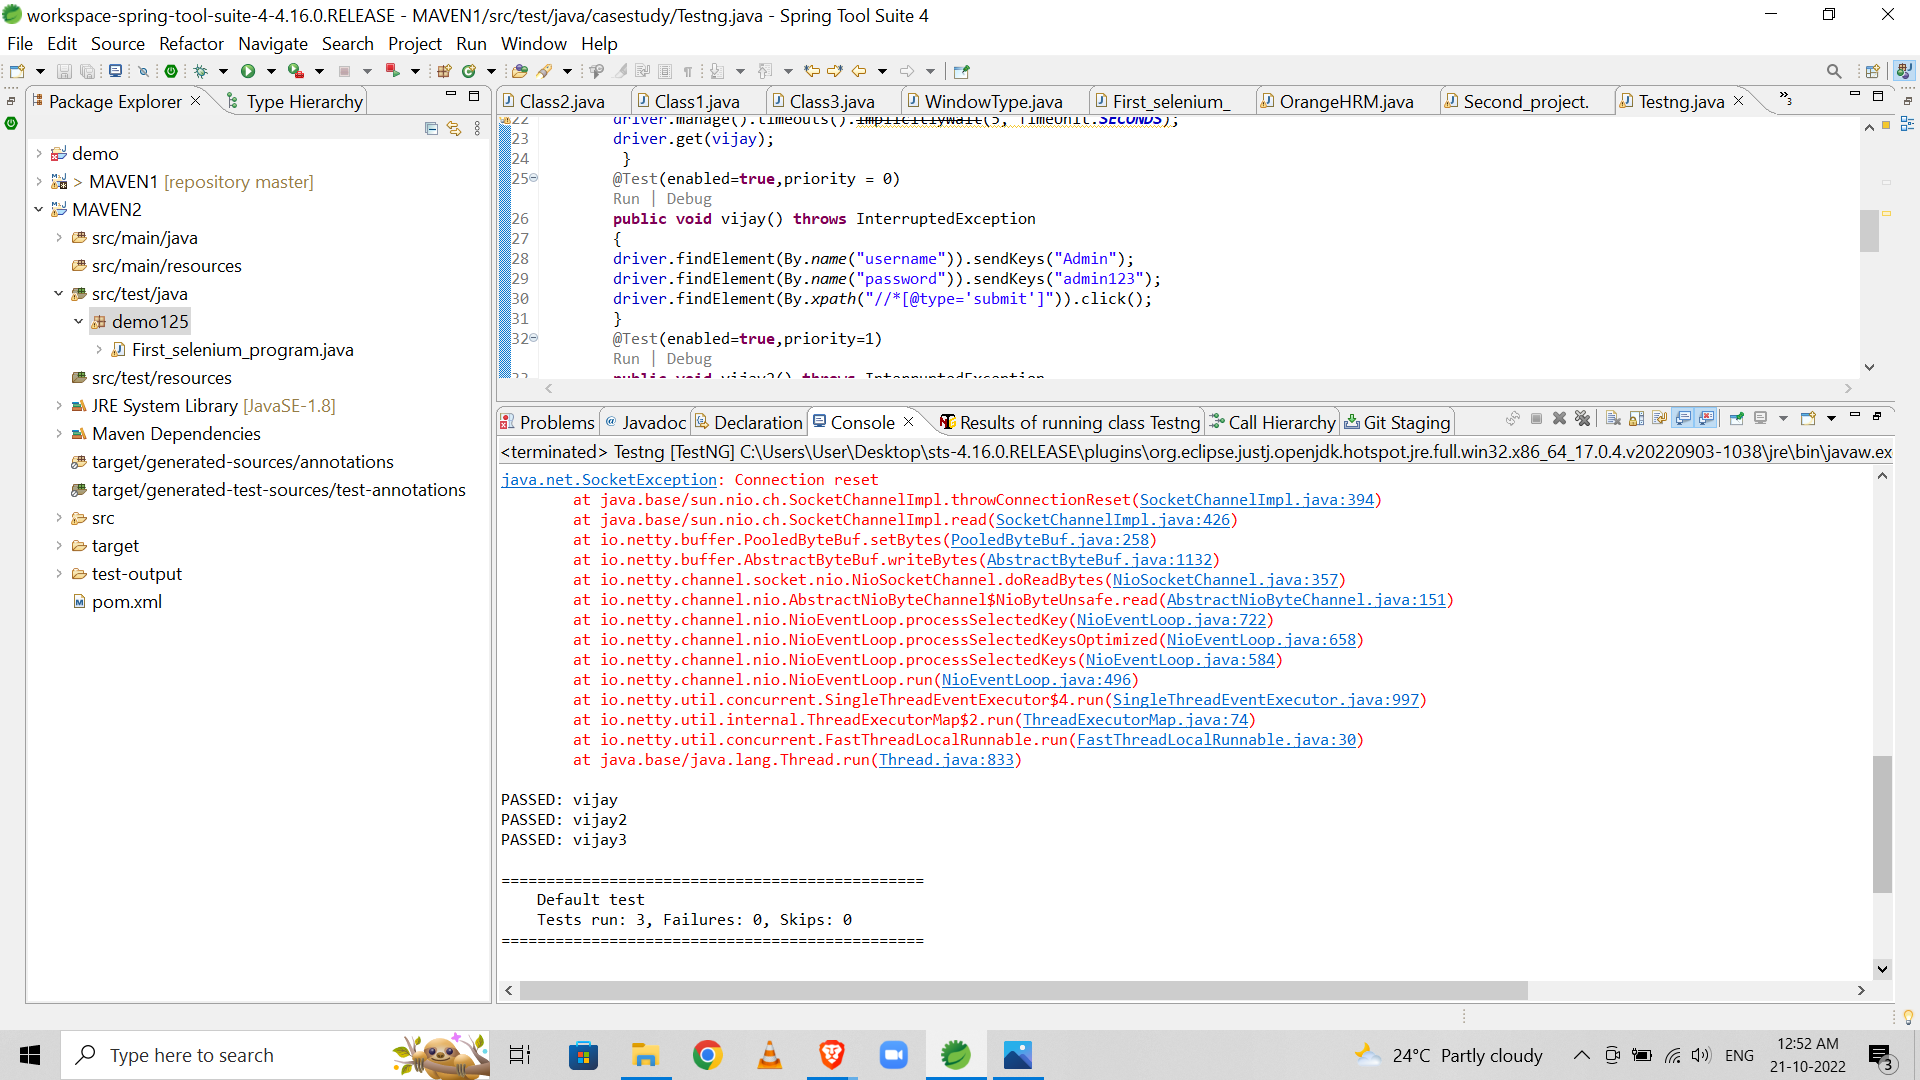 workspace-spring-tool-suite-4-4.16.0.RELEASE - MAVEN1/src/test/java/casestudy/Testng.java - Spring Tool Suite 4
File Edit Source Refactor Navigate Search Project Run Window Help
Package Explorer
Type Hierarchy
demo
> MAVEN1 [repository master]
MAVEN2
src/main/java
src/main/resources
src/test/java
demo125
First_selenium_program.java
src/test/resources
JRE System Library [JavaSE-1.8]
Maven Dependencies
target/generated-sources/annotations
target/generated-test-sources/test-annotations
src
target
test-output
pom.xml
Class2.java Class1.java Class3.java WindowType.java First_selenium_ OrangeHRM.java Second_project. Testng.java »3
22 driver.manage().timeouts().implicitlyWait(5, TimeUnit.SECONDS);
23 driver.get(vijay);
24 }
25 @Test(enabled=true,priority = 0)
Run | Debug
26 public void vijay() throws InterruptedException
27 {
28 driver.findElement(By.name("username")).sendKeys("Admin");
29 driver.findElement(By.name("password")).sendKeys("admin123");
30 driver.findElement(By.xpath("//*[@type='submit']")).click();
31 }
32 @Test(enabled=true,priority=1)
Run | Debug
33 public void vijay2() throws InterruptedException
Problems Javadoc Declaration Console Results of running class Testng Call Hierarchy Git Staging
<terminated> Testng [TestNG] C:\Users\User\Desktop\sts-4.16.0.RELEASE\plugins\org.eclipse.justj.openjdk.hotspot.jre.full.win32.x86_64_17.0.4.v20220903-1038\jre\bin\javaw.ex
java.net.SocketException: Connection reset
at java.base/sun.nio.ch.SocketChannelImpl.throwConnectionReset(SocketChannelImpl.java:394)
at java.base/sun.nio.ch.SocketChannelImpl.read(SocketChannelImpl.java:426)
at io.netty.buffer.PooledByteBuf.setBytes(PooledByteBuf.java:258)
at io.netty.buffer.AbstractByteBuf.writeBytes(AbstractByteBuf.java:1132)
at io.netty.channel.socket.nio.NioSocketChannel.doReadBytes(NioSocketChannel.java:357)
at io.netty.channel.nio.AbstractNioByteChannel$NioByteUnsafe.read(AbstractNioByteChannel.java:151)
at io.netty.channel.nio.NioEventLoop.processSelectedKey(NioEventLoop.java:722)
at io.netty.channel.nio.NioEventLoop.processSelectedKeysOptimized(NioEventLoop.java:658)
at io.netty.channel.nio.NioEventLoop.processSelectedKeys(NioEventLoop.java:584)
at io.netty.channel.nio.NioEventLoop.run(NioEventLoop.java:496)
at io.netty.util.concurrent.SingleThreadEventExecutor$4.run(SingleThreadEventExecutor.java:997)
at io.netty.util.internal.ThreadExecutorMap$2.run(ThreadExecutorMap.java:74)
at io.netty.util.concurrent.FastThreadLocalRunnable.run(FastThreadLocalRunnable.java:30)
at java.base/java.lang.Thread.run(Thread.java:833)
PASSED: vijay
PASSED: vijay2
PASSED: vijay3
===============================================
Default test
Tests run: 3, Failures: 0, Skips: 0
===============================================
Type here to search
24°C Partly cloudy
ENG
12:52 AM
21-10-2022
3